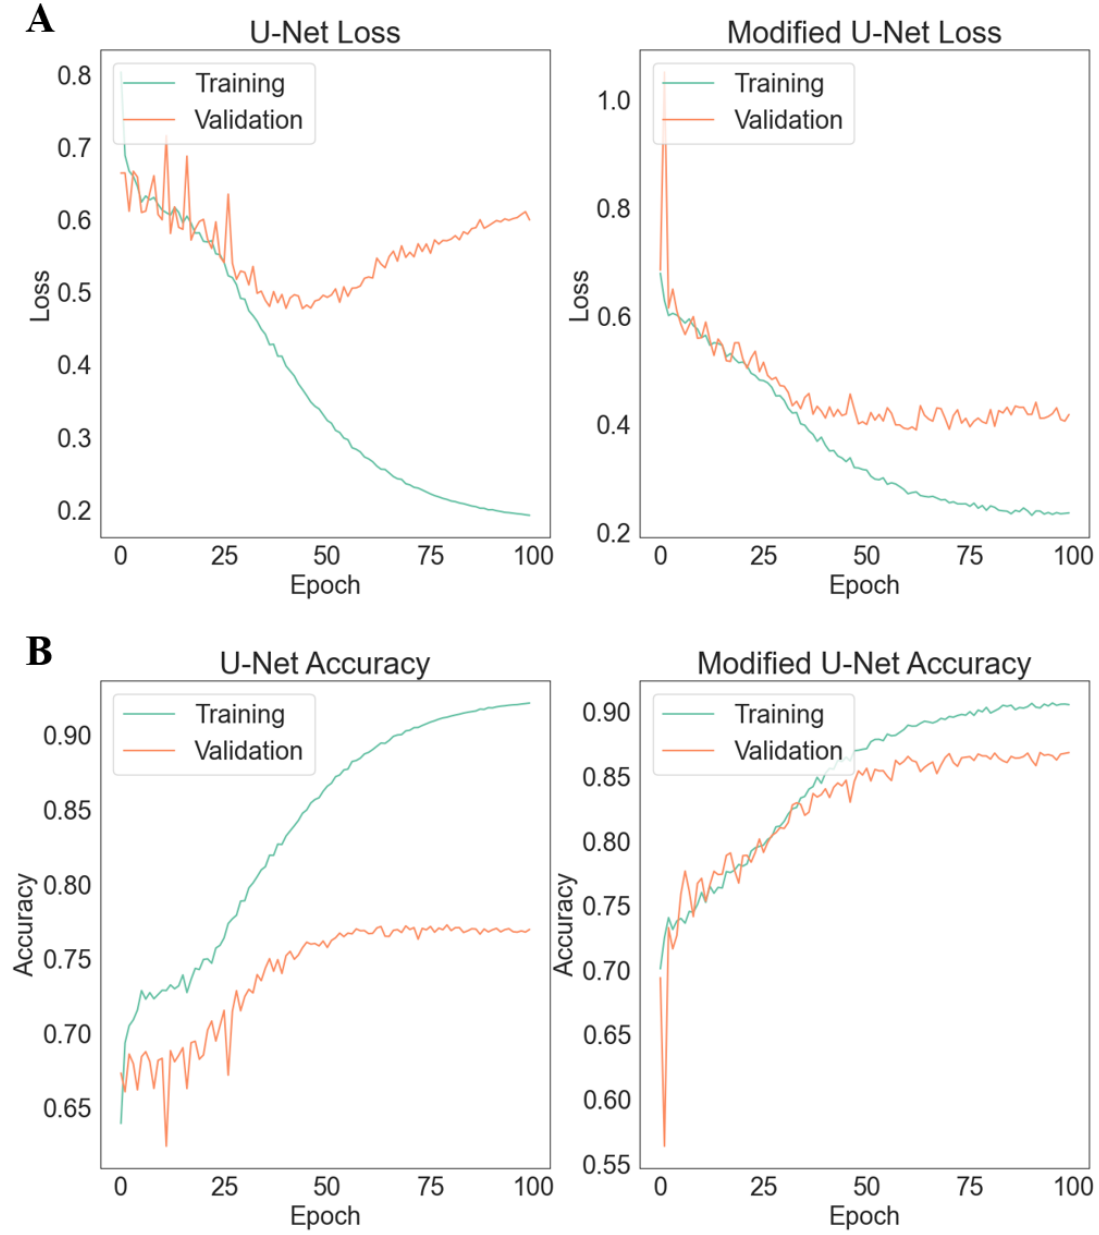 A
U-Net Loss
Training
Validation
0.8
0.7
0.6
0.5
0.4
0.3
0.2
Loss
0 25 50 75 100
Epoch
Modified U-Net Loss
Training
Validation
1.0
0.8
0.6
0.4
0.2
Loss
0 25 50 75 100
Epoch
B
U-Net Accuracy
Training
Validation
0.90
0.85
0.80
0.75
0.70
0.65
Accuracy
0 25 50 75 100
Epoch
Modified U-Net Accuracy
Training
Validation
0.90
0.85
0.80
0.75
0.70
0.65
0.60
0.55
Accuracy
0 25 50 75 100
Epoch